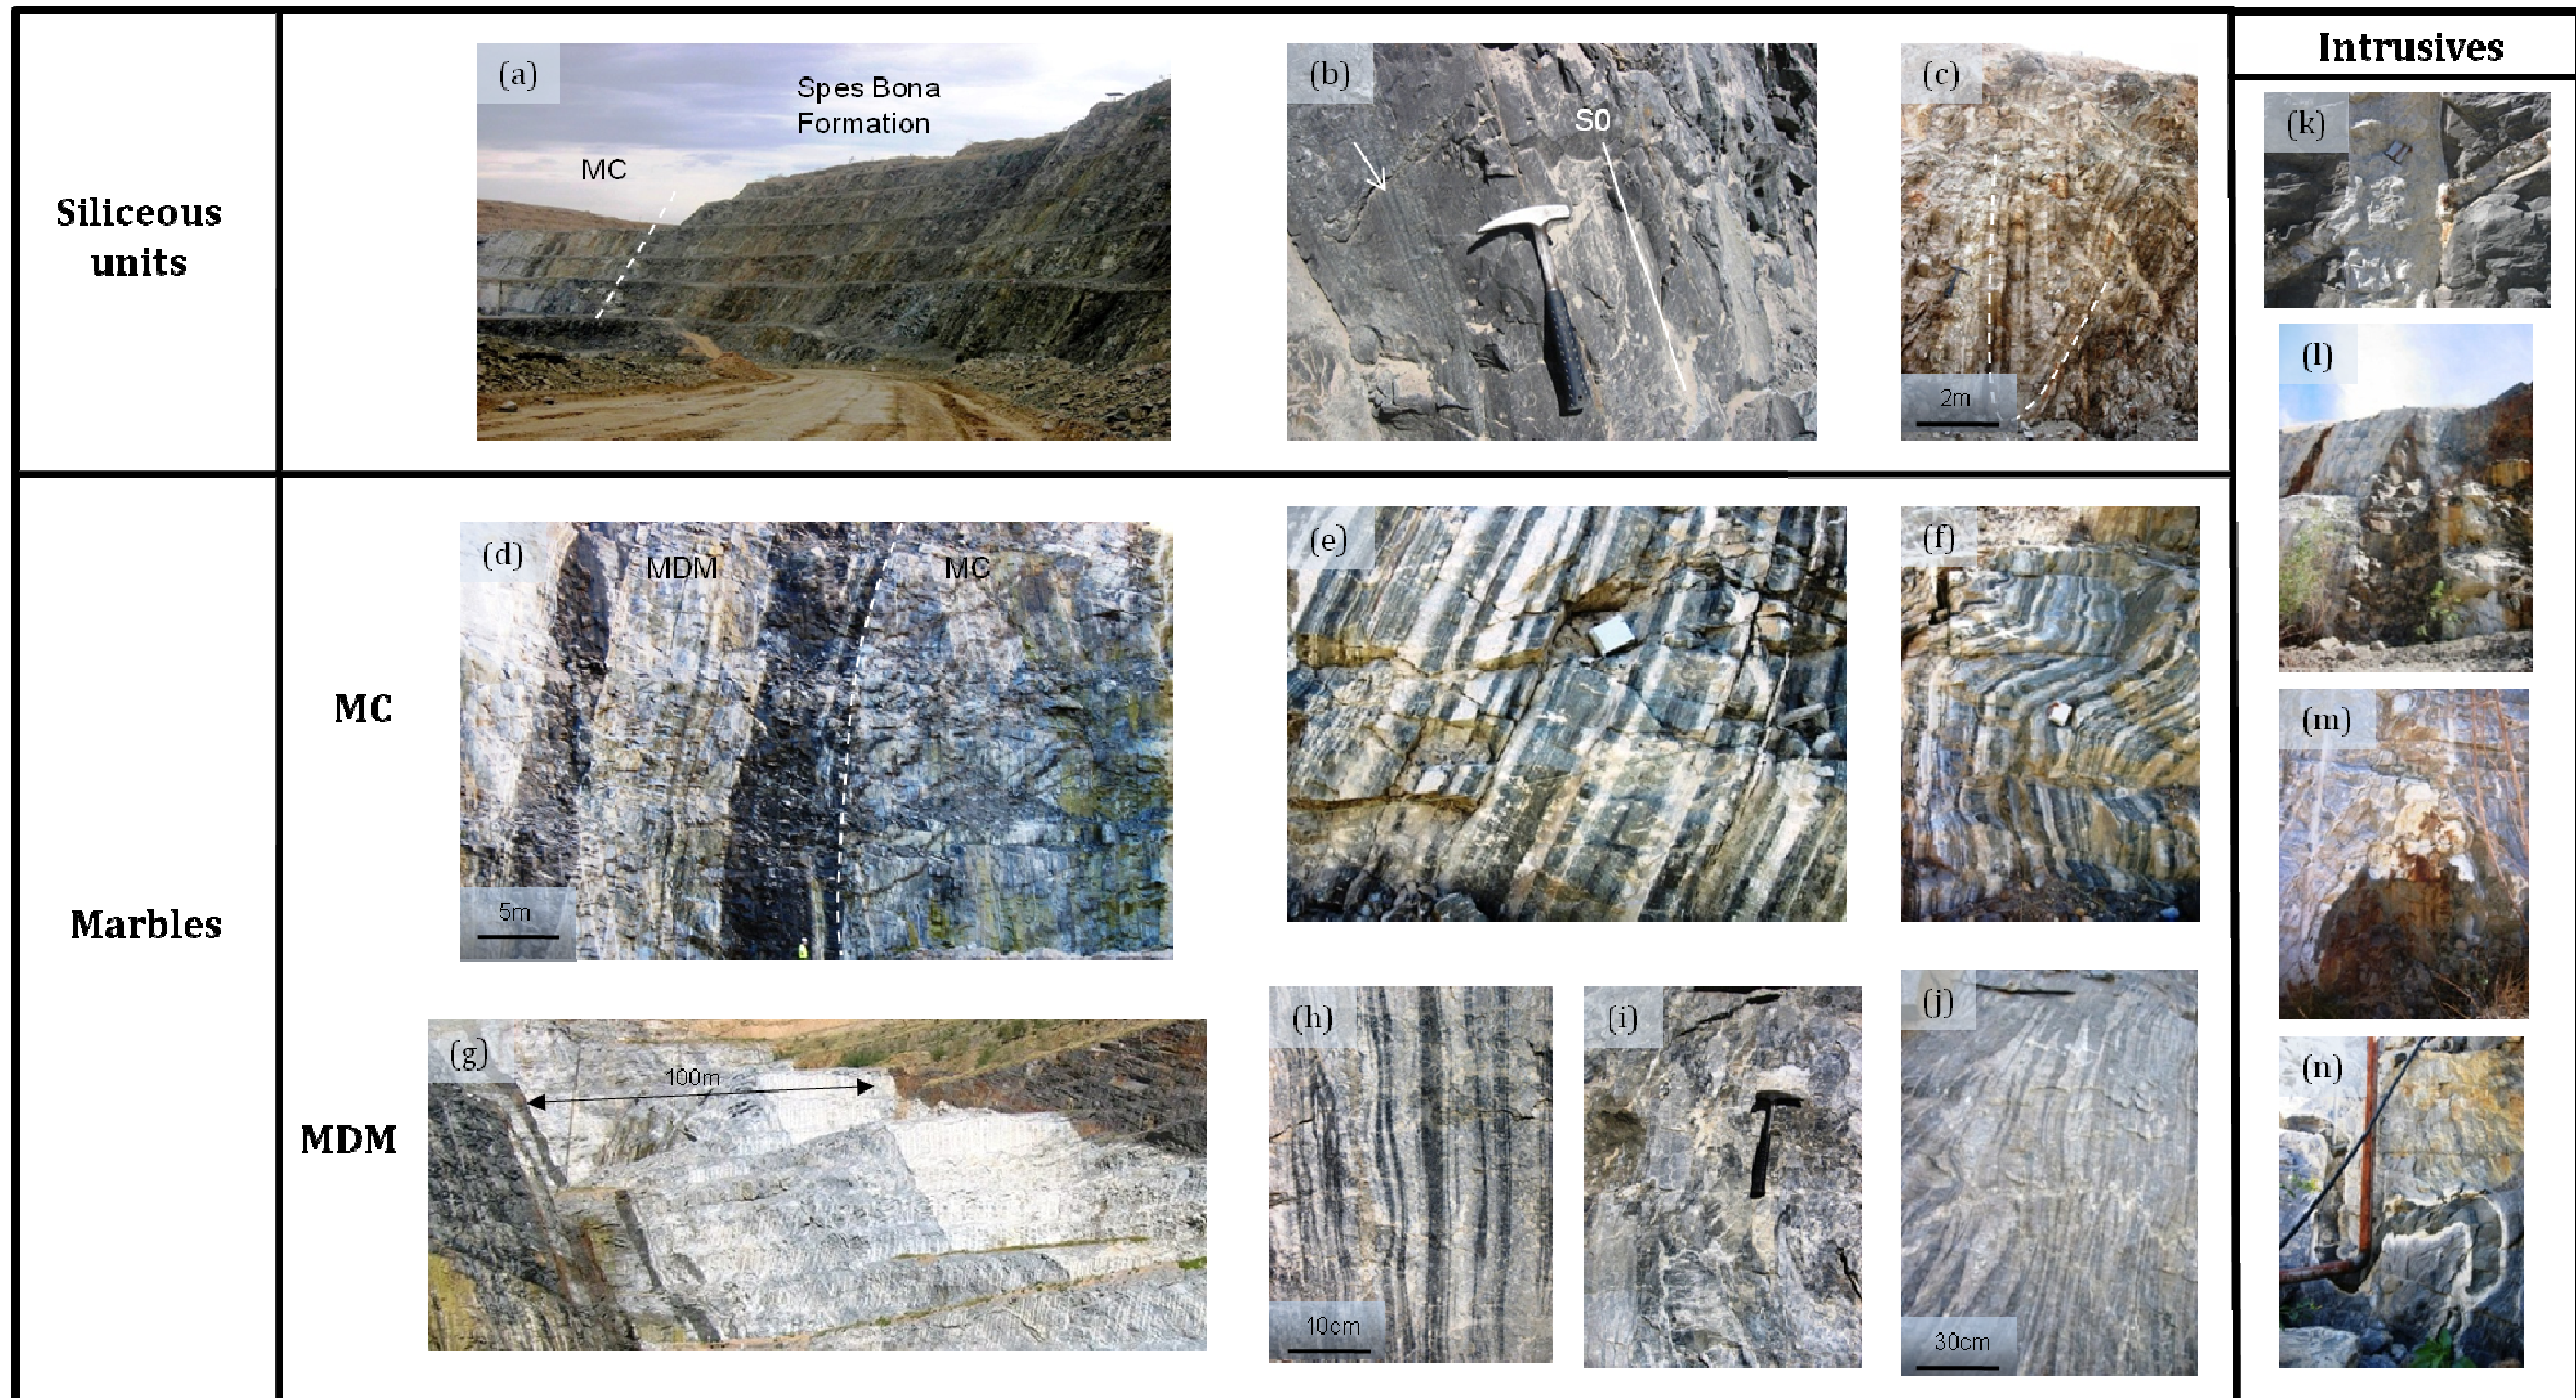 Siliceous
units
(a)
MC
Spes Bona
Formation
(b)
S0
(c)
2m
Intrusives
(k)
(l)
(m)
(n)
Marbles
MC
(d)
MDM
MC
5m
(e)
(f)
MDM
(g)
100m
(h)
10cm
(i)
(j)
30cm